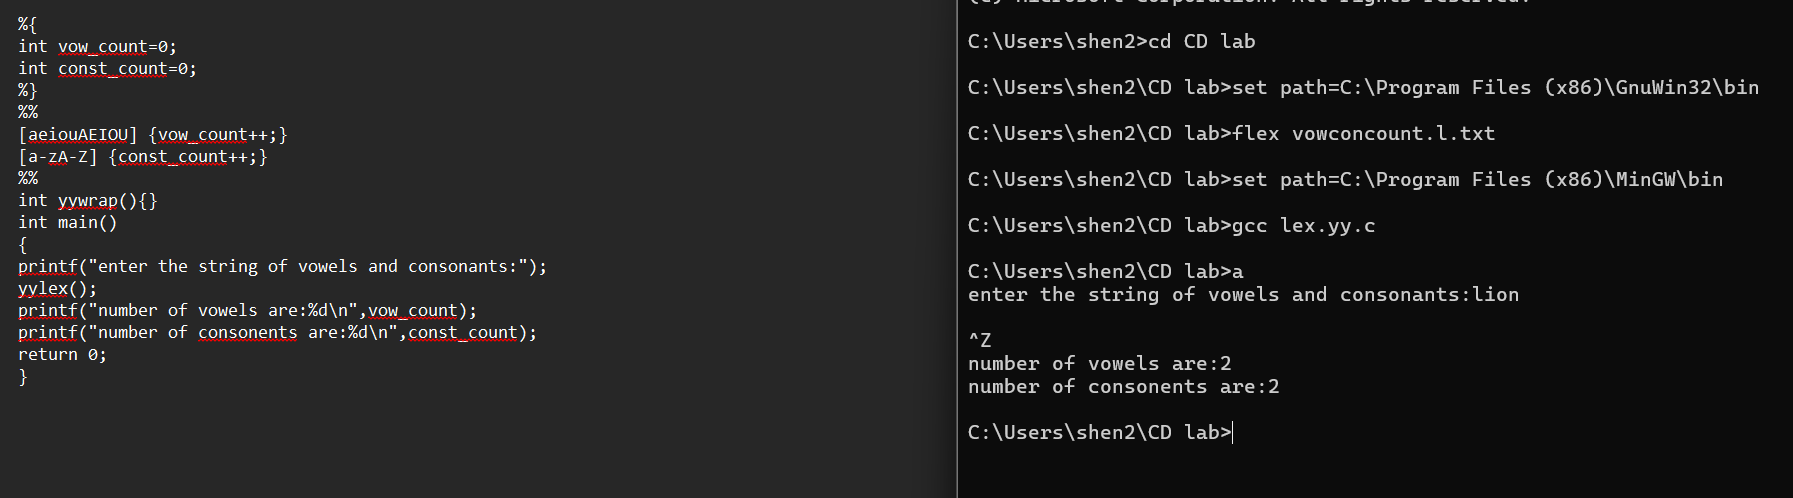 %{
int vow_count=0;
int const_count=0;
%}
%%
[aeiouAEIOU] {vow_count++;}
[a-zA-Z] {const_count++;}
%%
int yywrap(){}
int main()
{
printf("enter the string of vowels and consonants:");
yylex();
printf("number of vowels are:%d\n",vow_count);
printf("number of consonents are:%d\n",const_count);
return 0;
}
C:\Users\shen2>cd CD lab
C:\Users\shen2\CD lab>set path=C:\Program Files (x86)\GnuWin32\bin
C:\Users\shen2\CD lab>flex vowconcount.l.txt
C:\Users\shen2\CD lab>set path=C:\Program Files (x86)\MinGW\bin
C:\Users\shen2\CD lab>gcc lex.yy.c
C:\Users\shen2\CD lab>a
enter the string of vowels and consonants:lion
^Z
number of vowels are:2
number of consonents are:2
C:\Users\shen2\CD lab>